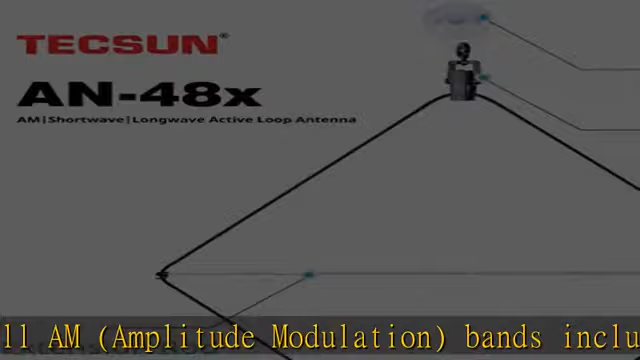 TECSUN®
AN-48x
AM|Shortwave|Longwave Active Loop Antenna
ll AM (Amplitude Modulation) bands inclu